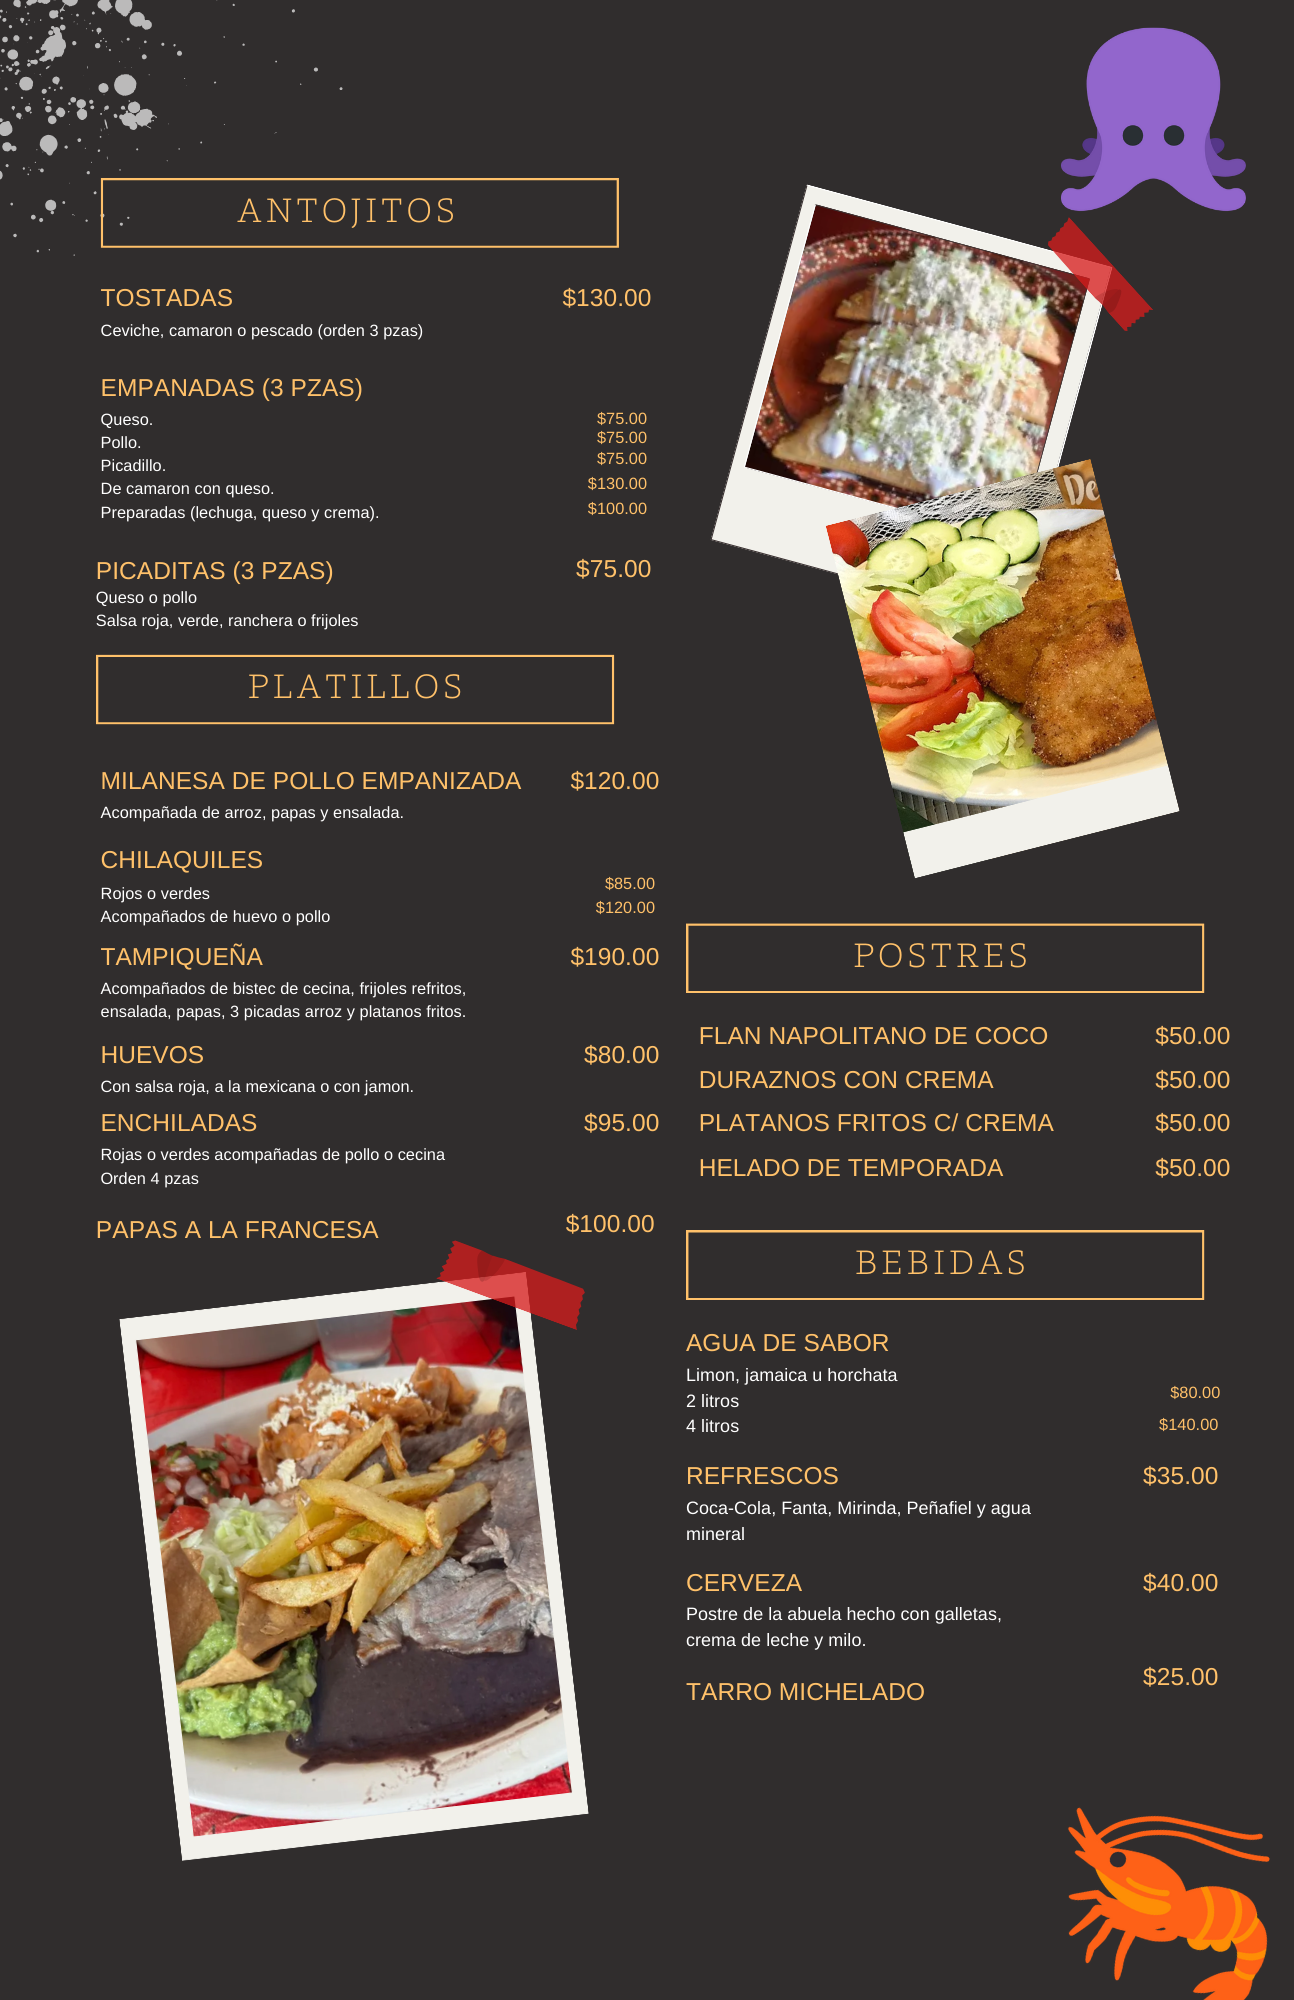 ANTOJITOS
TOSTADAS $130.00
Ceviche, camaron o pescado (orden 3 pzas)
EMPANADAS (3 PZAS)
Queso. $75.00
Pollo. $75.00
Picadillo. $75.00
De camaron con queso. $130.00
Preparadas (lechuga, queso y crema). $100.00
PICADITAS (3 PZAS) $75.00
Queso o pollo
Salsa roja, verde, ranchera o frijoles
PLATILLOS
MILANESA DE POLLO EMPANIZADA $120.00
Acompañada de arroz, papas y ensalada.
CHILAQUILES
Rojos o verdes $85.00
Acompañados de huevo o pollo $120.00
TAMPIQUEÑA $190.00
Acompañados de bistec de cecina, frijoles refritos,
ensalada, papas, 3 picadas arroz y platanos fritos.
HUEVOS $80.00
Con salsa roja, a la mexicana o con jamon.
ENCHILADAS $95.00
Rojas o verdes acompañadas de pollo o cecina
Orden 4 pzas
PAPAS A LA FRANCESA $100.00
De
POSTRES
FLAN NAPOLITANO DE COCO $50.00
DURAZNOS CON CREMA $50.00
PLATANOS FRITOS C/ CREMA $50.00
HELADO DE TEMPORADA $50.00
BEBIDAS
AGUA DE SABOR
Limon, jamaica u horchata
2 litros $80.00
4 litros $140.00
REFRESCOS $35.00
Coca-Cola, Fanta, Mirinda, Peñafiel y agua
mineral
CERVEZA $40.00
Postre de la abuela hecho con galletas,
crema de leche y milo.
TARRO MICHELADO $25.00